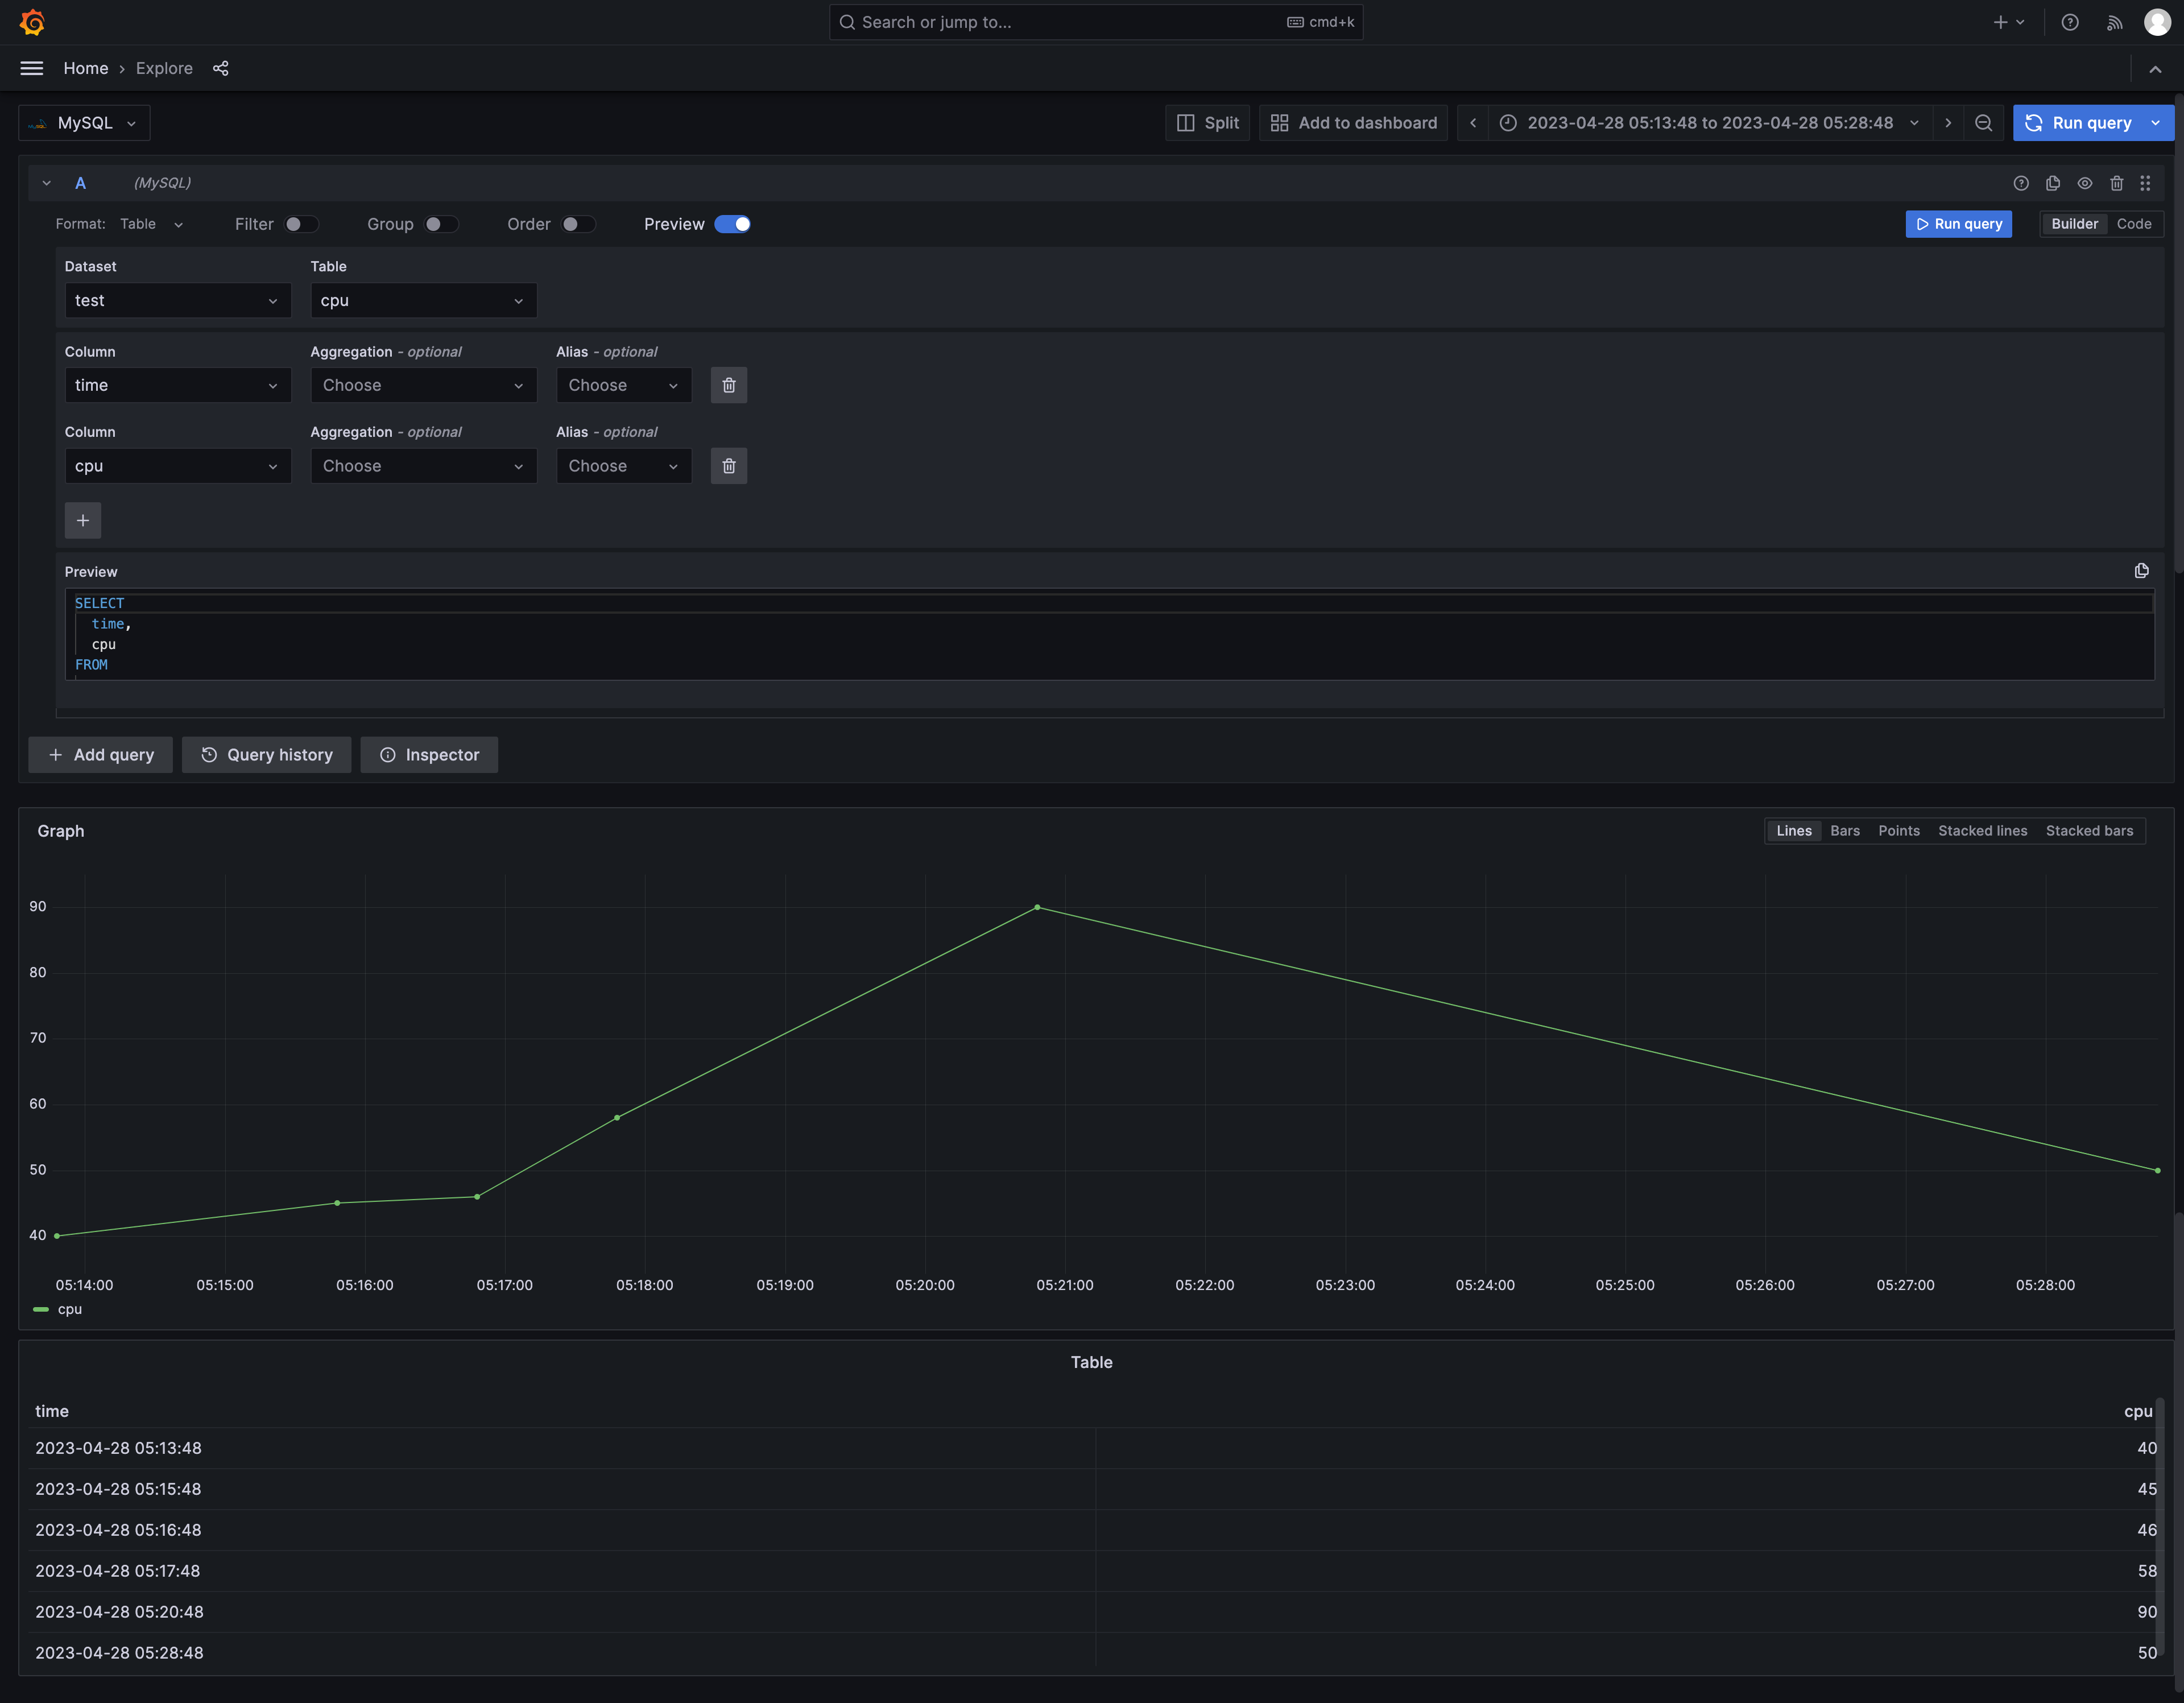 Search or jump to... cmd+k
Home › Explore
MySQL Split Add to dashboard 2023-04-28 05:13:48 to 2023-04-28 05:28:48 Run query
A (MySQL)
Format: Table Filter Group Order Preview Run query Builder Code
Dataset Table
test cpu
Column Aggregation - optional Alias - optional
time Choose Choose
Column Aggregation - optional Alias - optional
cpu Choose Choose
Preview
SELECT
time,
cpu
FROM
Add query Query history Inspector
Graph Lines Bars Points Stacked lines Stacked bars
90
80
70
60
50
40
05:14:00 05:15:00 05:16:00 05:17:00 05:18:00 05:19:00 05:20:00 05:21:00 05:22:00 05:23:00 05:24:00 05:25:00 05:26:00 05:27:00 05:28:00
cpu
Table
time cpu
2023-04-28 05:13:48 40
2023-04-28 05:15:48 45
2023-04-28 05:16:48 46
2023-04-28 05:17:48 58
2023-04-28 05:20:48 90
2023-04-28 05:28:48 50